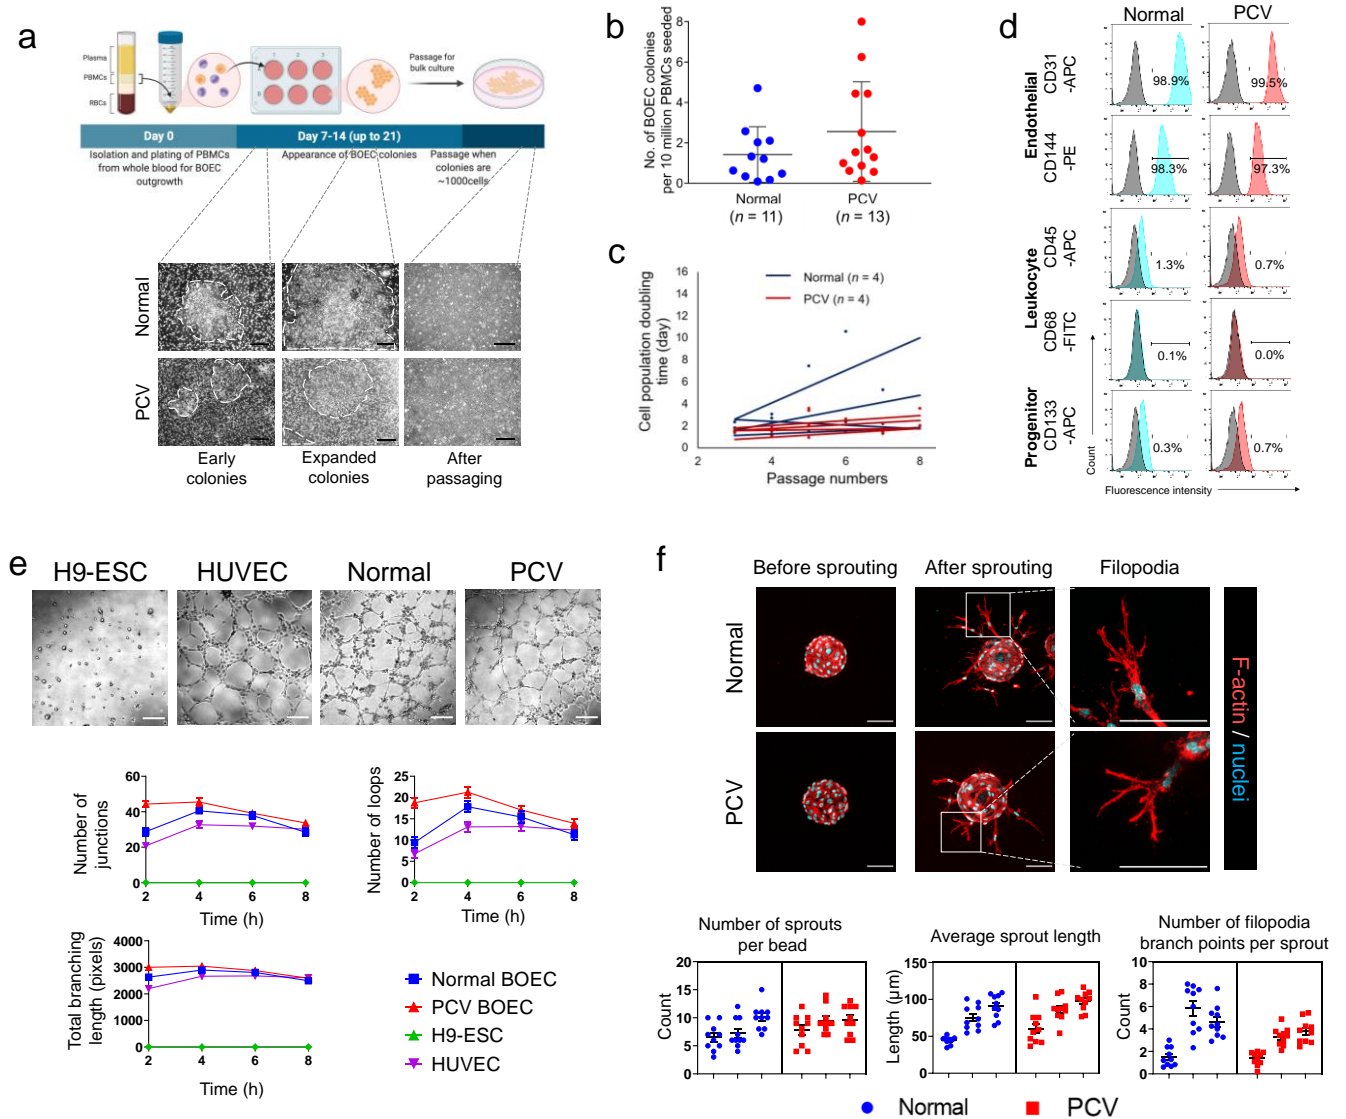 a
Plasma
PBMCs
RBCs
Passage for
bulk culture
Day 0
Day 7-14 (up to 21)
Isolation and plating of PBMCs
from whole blood for BOEC
outgrowth
Appearance of BOEC colonies
Passage when
colonies are
~1000cells
Normal
PCV
Early
colonies
Expanded
colonies
After
passaging
b
No. of BOEC colonies
per 10 million PBMCs seeded
8
6
4
2
0
Normal
(n = 11)
PCV
(n = 13)
c
Cell population doubling
time (day)
16
14
12
10
8
6
4
2
0
Normal (n = 4)
PCV (n = 4)
2
4
6
8
Passage numbers
d
Normal
PCV
Endothelial
CD31
-APC
98.9%
99.5%
CD144
-PE
98.3%
97.3%
Leukocyte
CD45
-APC
1.3%
0.7%
CD68
-FITC
0.1%
0.0%
Progenitor
CD133
-APC
0.3%
0.7%
Count
Fluorescence intensity
e
H9-ESC
HUVEC
Normal
PCV
Number of
junctions
60
40
20
0
2
4
6
8
Time (h)
Number of loops
25
20
15
10
5
0
2
4
6
8
Time (h)
Total branching
length (pixels)
4000
3000
2000
1000
0
2
4
6
8
Time (h)
Normal BOEC
PCV BOEC
H9-ESC
HUVEC
f
Before sprouting
After sprouting
Filopodia
Normal
PCV
F-actin / nuclei
Number of sprouts
per bead
Count
20
15
10
5
0
Average sprout length
Length (μm)
150
100
50
0
Number of filopodia
branch points per sprout
Count
10
8
6
4
2
0
Normal
PCV